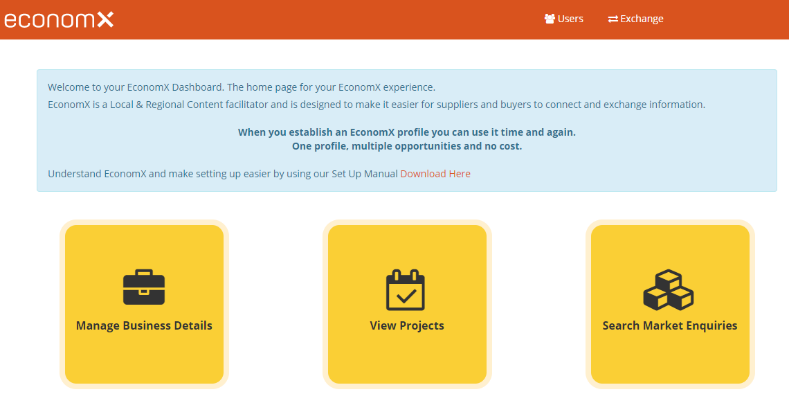 economX
Users
Exchange
Welcome to your EconomX Dashboard. The home page for your EconomX experience.
EconomX is a Local & Regional Content facilitator and is designed to make it easier for suppliers and buyers to connect and exchange information.
When you establish an EconomX profile you can use it time and again.
One profile, multiple opportunities and no cost.
Understand EconomX and make setting up easier by using our Set Up Manual Download Here
Manage Business Details
View Projects
Search Market Enquiries